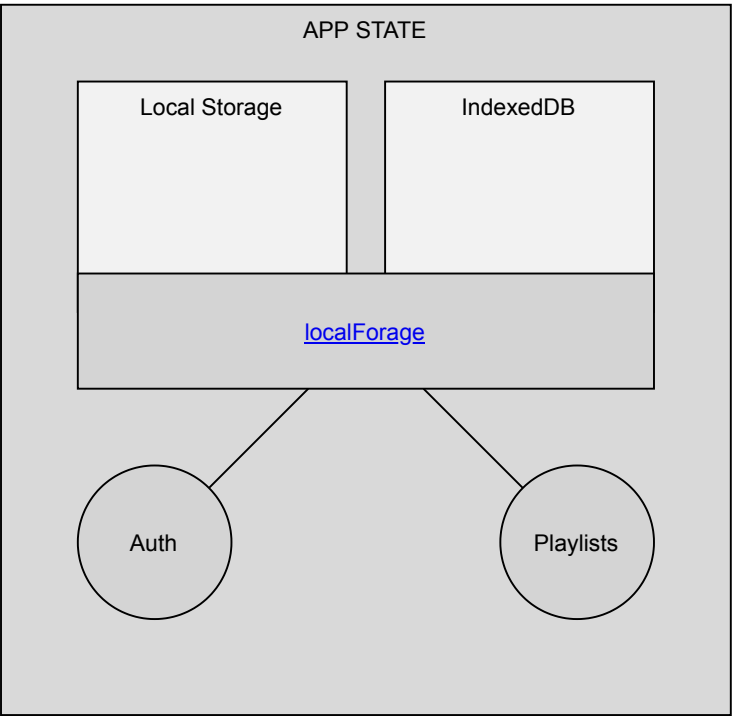 APP STATE
Local Storage
IndexedDB
localForage
Auth
Playlists